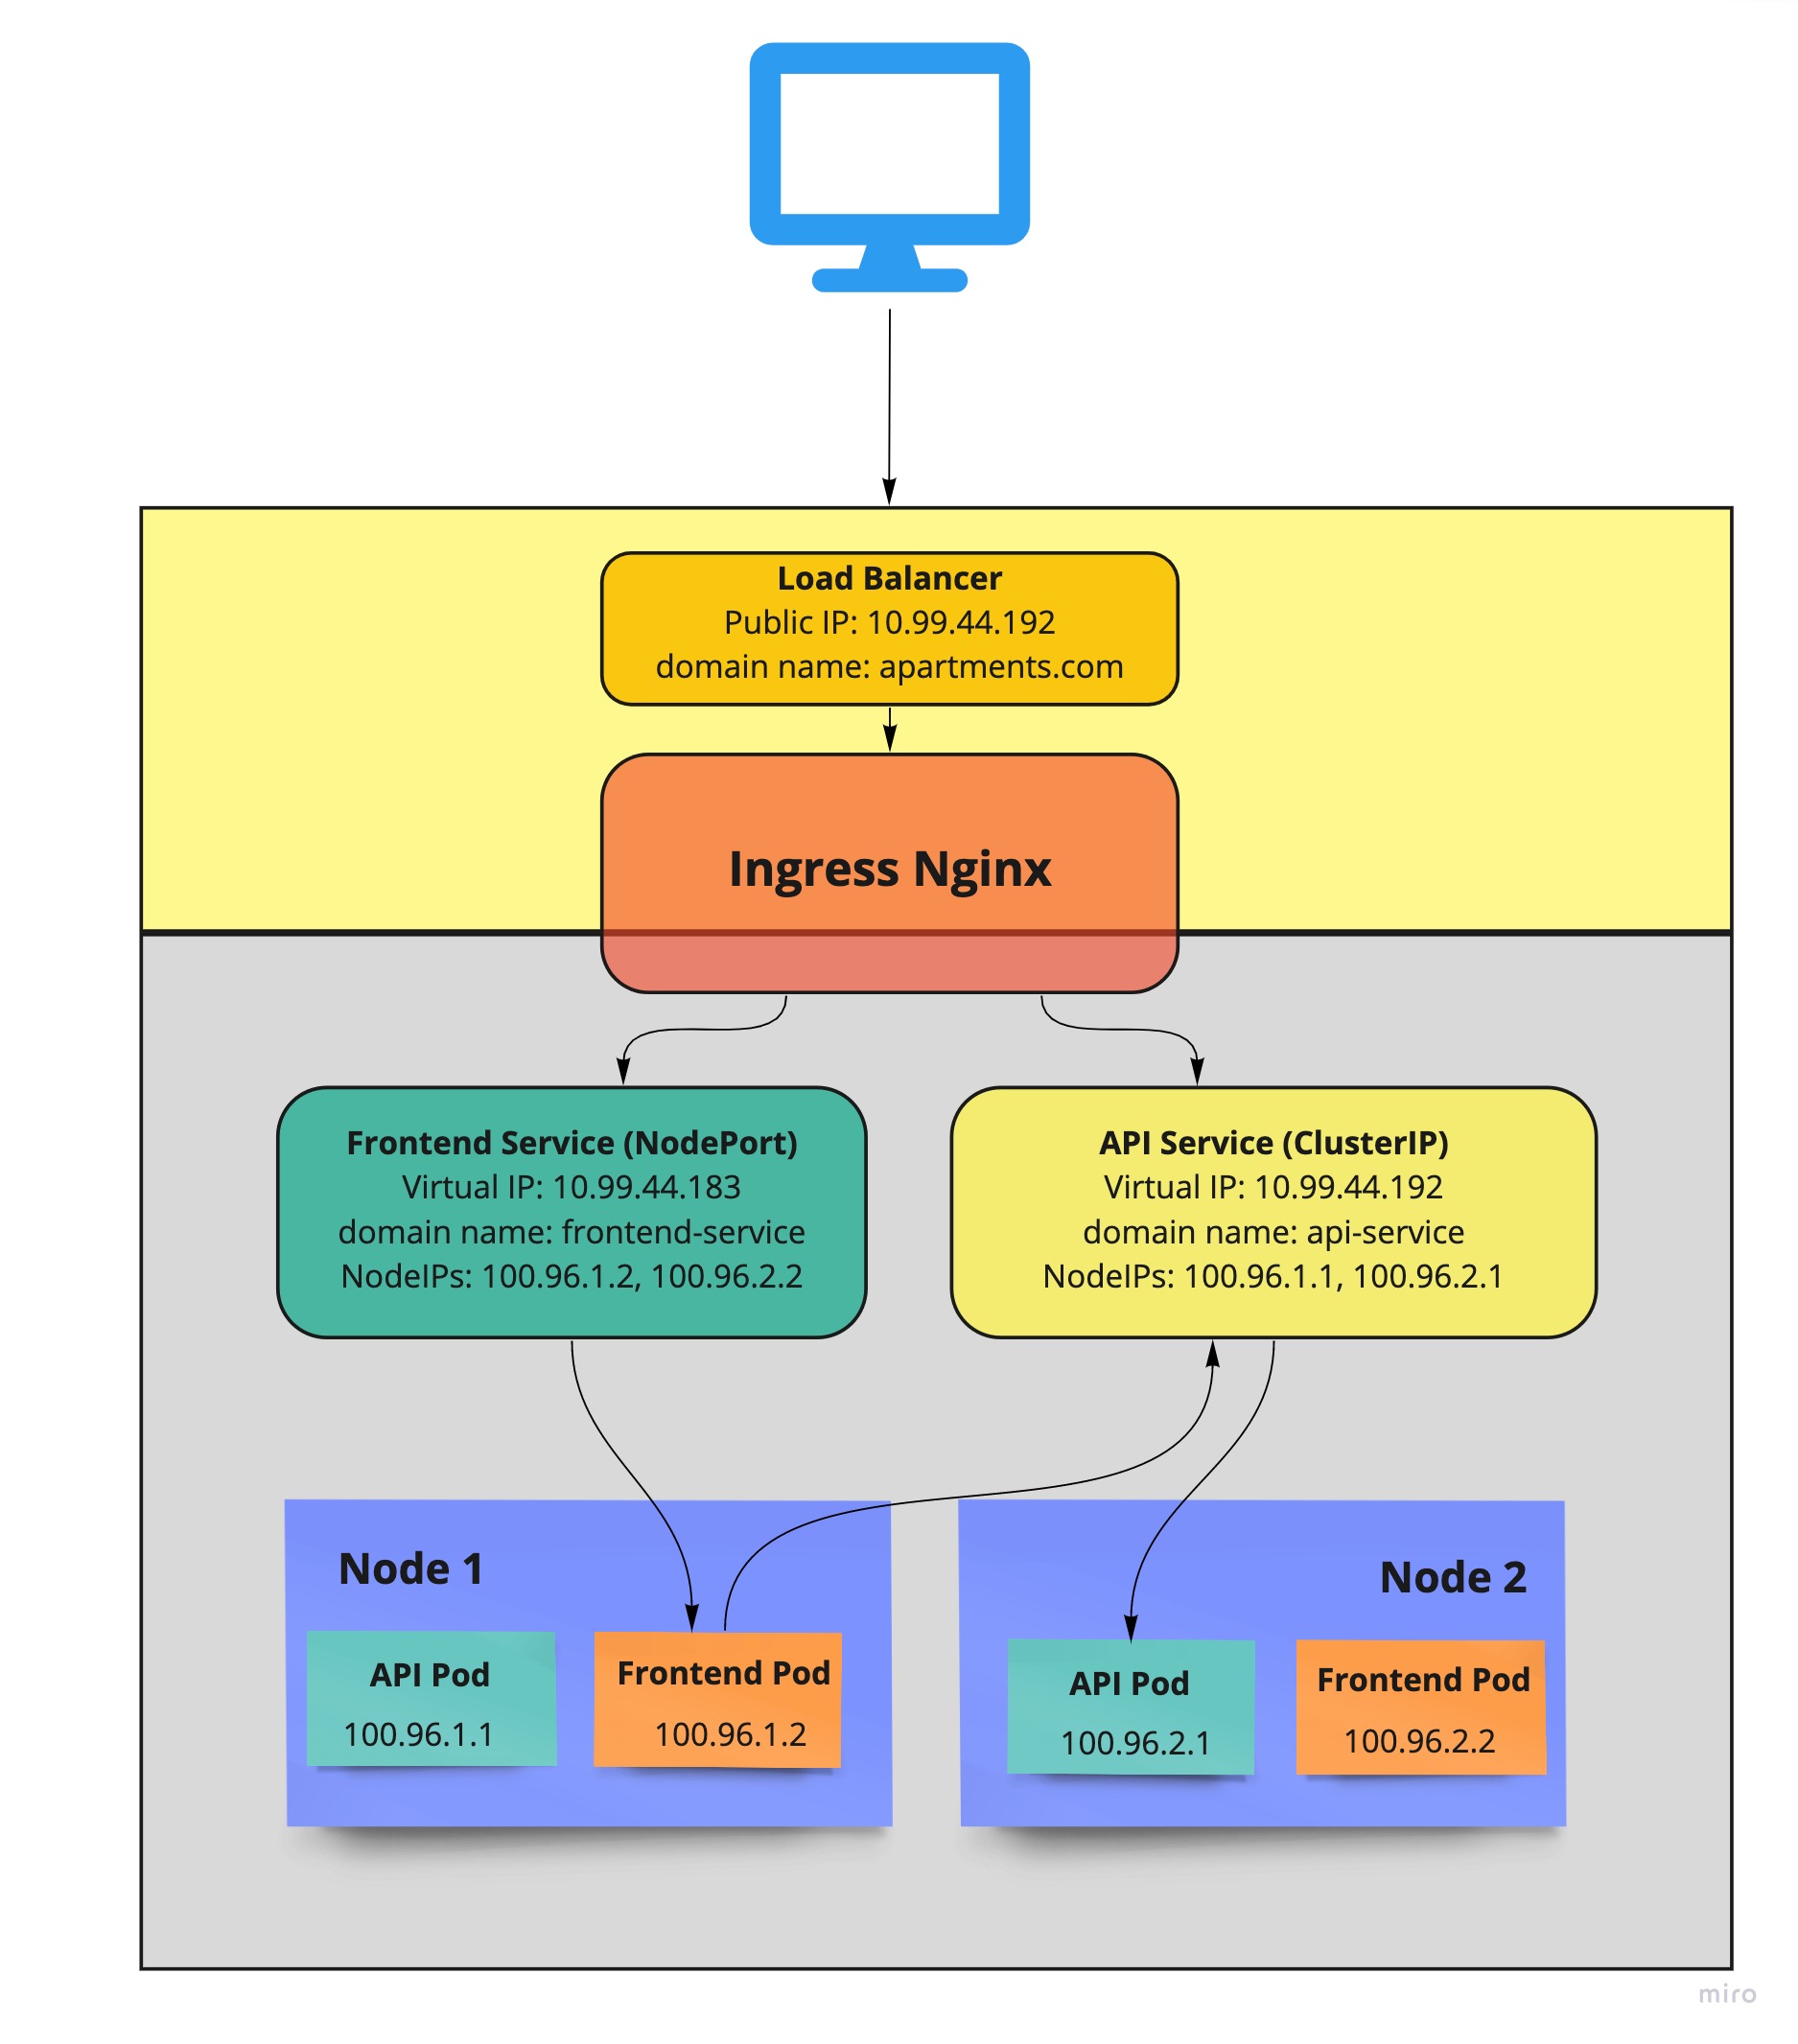 Load Balancer
Public IP: 10.99.44.192
domain name: apartments.com
Ingress Nginx
Frontend Service (NodePort)
Virtual IP: 10.99.44.183
domain name: frontend-service
NodeIPs: 100.96.1.2, 100.96.2.2
API Service (ClusterIP)
Virtual IP: 10.99.44.192
domain name: api-service
NodeIPs: 100.96.1.1, 100.96.2.1
Node 1
API Pod
100.96.1.1
Frontend Pod
100.96.1.2
Node 2
API Pod
100.96.2.1
Frontend Pod
100.96.2.2
miro